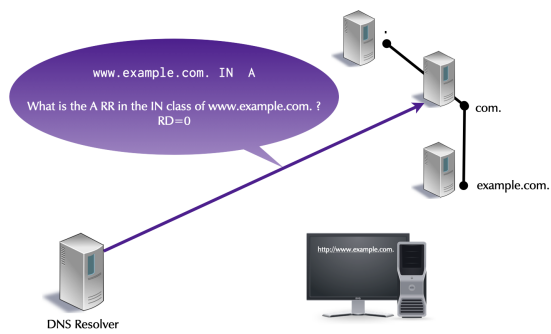 .
www.example.com. IN A
What is the A RR in the IN class of www.example.com. ?
RD=0
com.
example.com.
http://www.example.com.
DNS Resolver